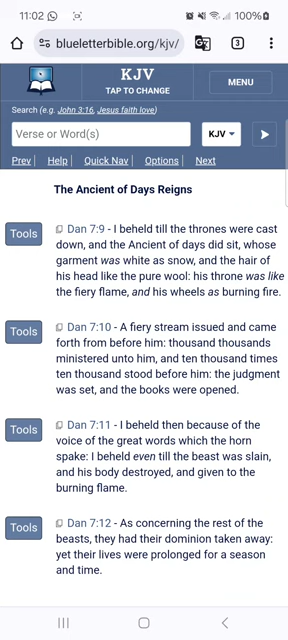 11:02
100%
blueletterbible.org/kjv/
3
KJV
TAP TO CHANGE
MENU
Search (e.g. John 3:16, Jesus faith love)
Verse or Word(s)
KJV
Prev| Help| Quick Nav| Options| Next
The Ancient of Days Reigns
Tools
Dan 7:9 - I beheld till the thrones were cast
down, and the Ancient of days did sit, whose
garment was white as snow, and the hair of
his head like the pure wool: his throne was like
the fiery flame, and his wheels as burning fire.
Tools
Dan 7:10 - A fiery stream issued and came
forth from before him: thousand thousands
ministered unto him, and ten thousand times
ten thousand stood before him: the judgment
was set, and the books were opened.
Tools
Dan 7:11 - I beheld then because of the
voice of the great words which the horn
spake: I beheld even till the beast was slain,
and his body destroyed, and given to the
burning flame.
Tools
Dan 7:12 - As concerning the rest of the
beasts, they had their dominion taken away:
yet their lives were prolonged for a season
and time.